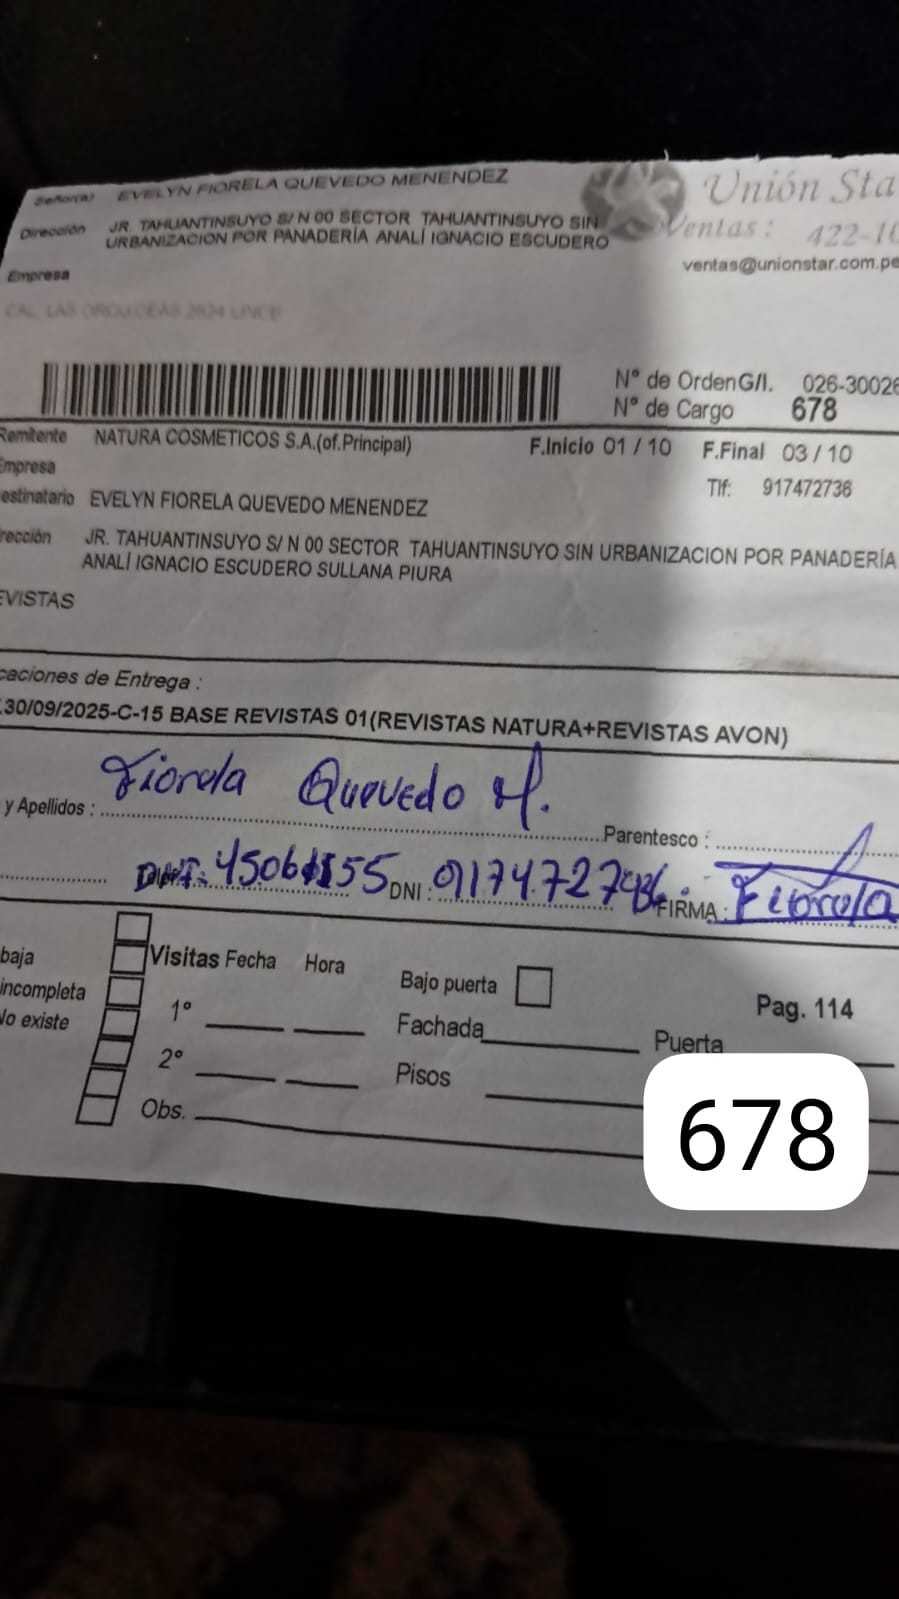 Señor(a) EVELYN FIORELA QUEVEDO MENENDEZ
Unión Sta
Dirección JR. TAHUANTINSUYO S/ N 00 SECTOR TAHUANTINSUYO SIN
URBANIZACION POR PANADERÍA ANALÍ IGNACIO ESCUDERO
Ventas: 422-10
ventas@unionstar.com.pe
Empresa
N° de OrdenG/I. 026-30026
N° de Cargo 678
Remitente NATURA COSMETICOS S.A.(of.Principal)
F.Inicio 01 / 10 F.Final 03 / 10
Empresa
Tlf: 917472736
estinatario EVELYN FIORELA QUEVEDO MENENDEZ
rección JR. TAHUANTINSUYO S/ N 00 SECTOR TAHUANTINSUYO SIN URBANIZACION POR PANADERÍA
ANALÍ IGNACIO ESCUDERO SULLANA PIURA
EVISTAS
caciones de Entrega :
30/09/2025-C-15 BASE REVISTAS 01(REVISTAS NATURA+REVISTAS AVON)
y Apellidos : Fiorela Quevedo M. Parentesco :
DNI : FIRMA : Fiorela
baja
incompleta
No existe
Visitas Fecha Hora
1°
2°
Obs.
Bajo puerta
Fachada
Puerta
Pisos
Pag. 114
678